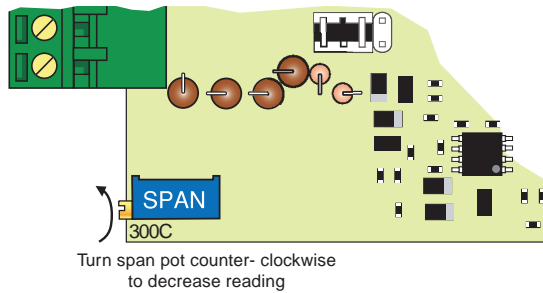 SPAN
300C
Turn span pot counter- clockwise
to decrease reading